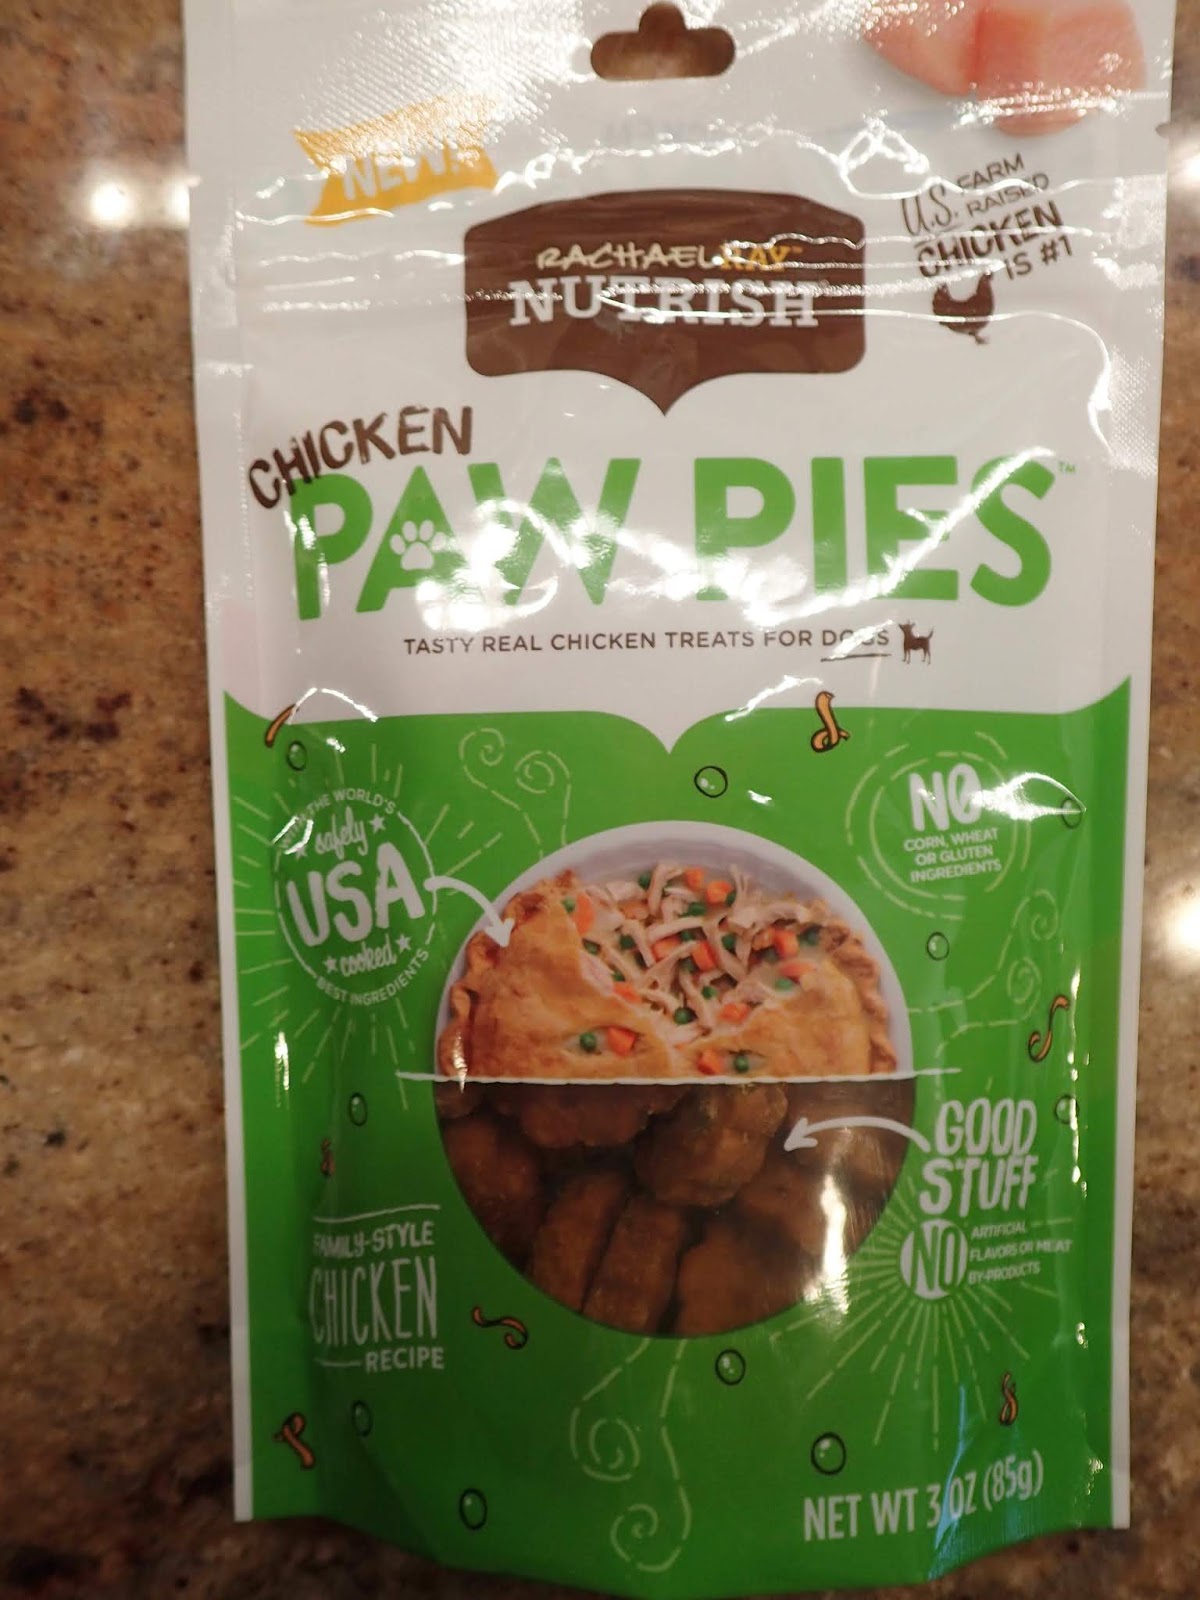 NEW!
RACHAEL RAY™
NUTRISH
U.S. FARM
RAISED
CHICKEN
IS #1
CHICKEN
PAW PIES™
TASTY REAL CHICKEN TREATS FOR DOGS
THE WORLD'S
safely
USA
cooked
BEST INGREDIENTS
NO
CORN, WHEAT
OR GLUTEN
INGREDIENTS
GOOD
STUFF
NO ARTIFICIAL
FLAVORS OR MEAT
BY-PRODUCTS
FAMILY-STYLE
CHICKEN
RECIPE
NET WT 3 OZ (85g)